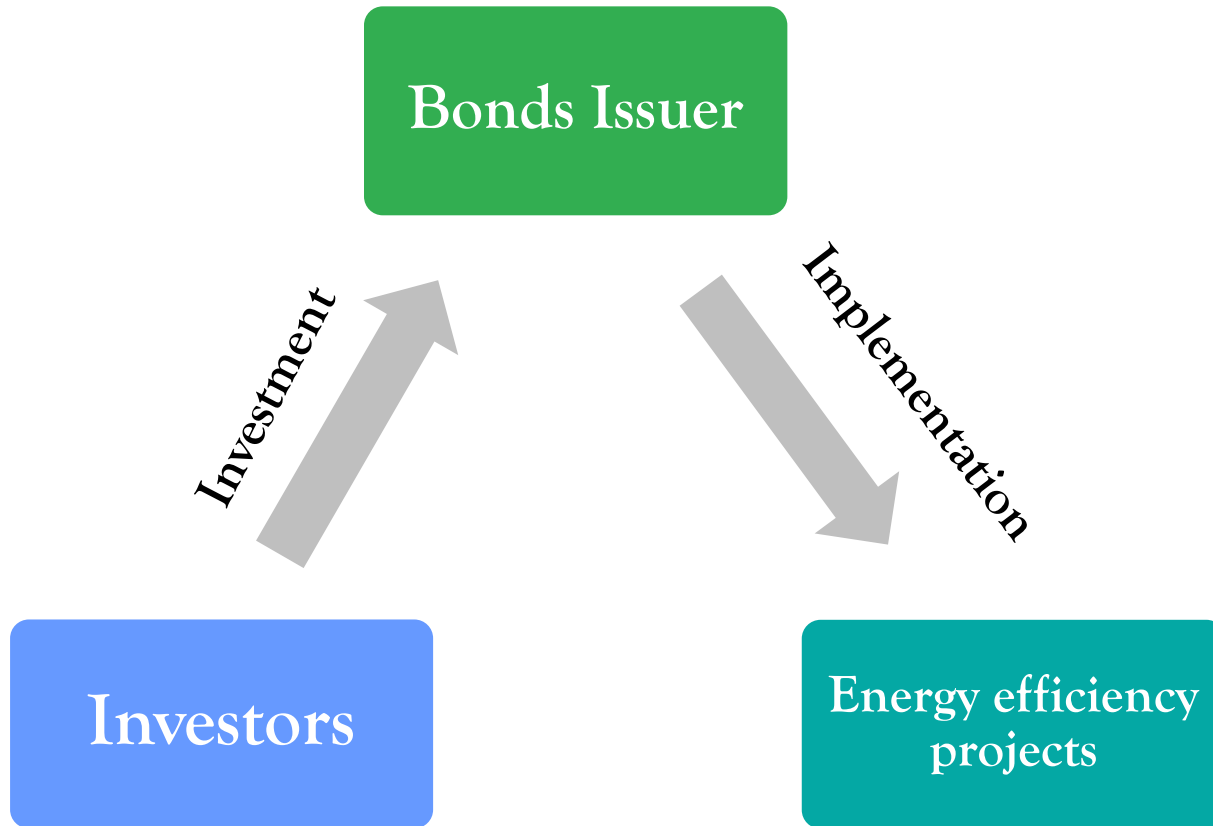 Bonds Issuer
Investment
Implementation
Investors
Energy efficiency
projects